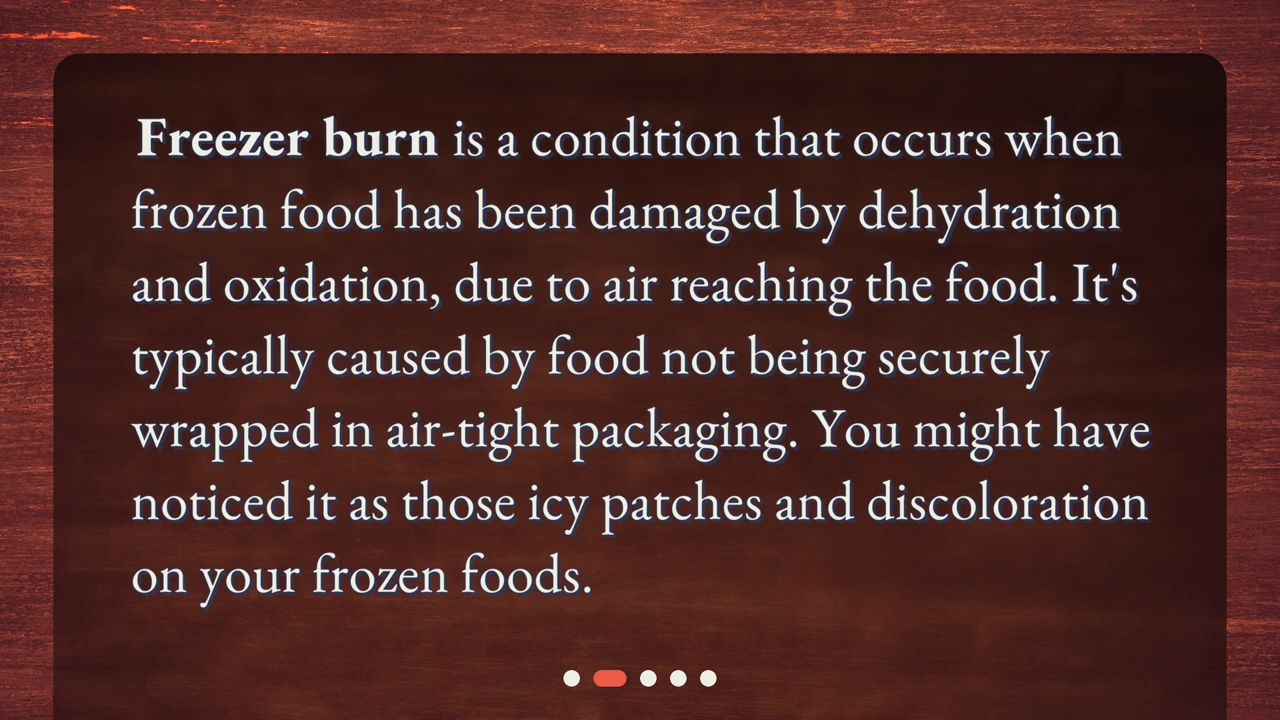 Freezer burn is a condition that occurs when
frozen food has been damaged by dehydration
and oxidation, due to air reaching the food. It's
typically caused by food not being securely
wrapped in air-tight packaging. You might have
noticed it as those icy patches and discoloration
on your frozen foods.